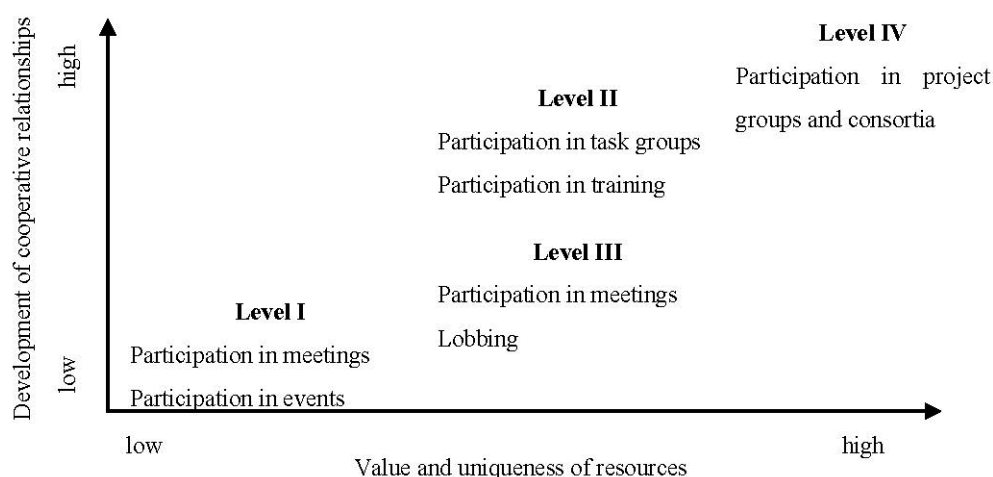 Development of cooperative relationships
high
low
Level IV
Participation in project
groups and consortia
Level II
Participation in task groups
Participation in training
Level III
Participation in meetings
Lobbing
Level I
Participation in meetings
Participation in events
low
high
Value and uniqueness of resources